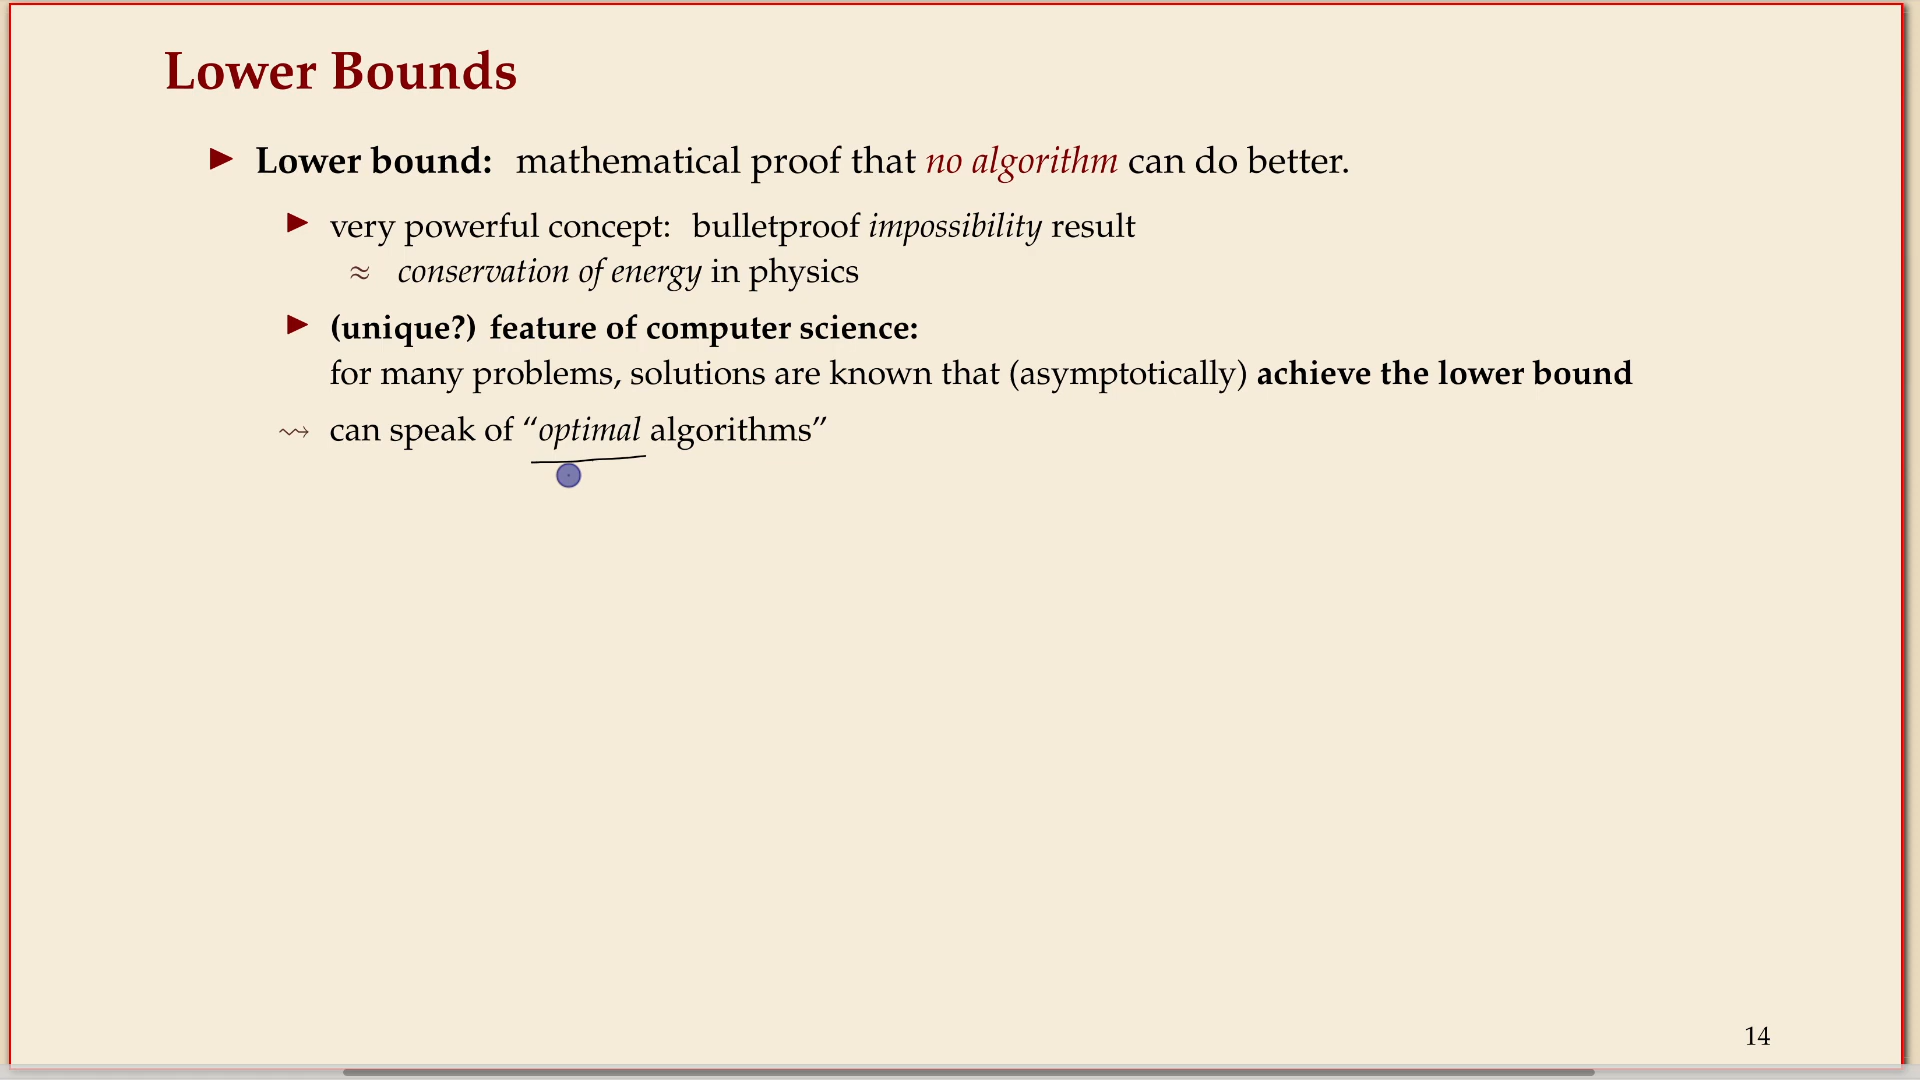 Lower Bounds
▶ Lower bound: mathematical proof that no algorithm can do better.
▶ very powerful concept: bulletproof impossibility result
≈ conservation of energy in physics
▶ (unique?) feature of computer science:
for many problems, solutions are known that (asymptotically) achieve the lower bound
⇝ can speak of “optimal algorithms”
14